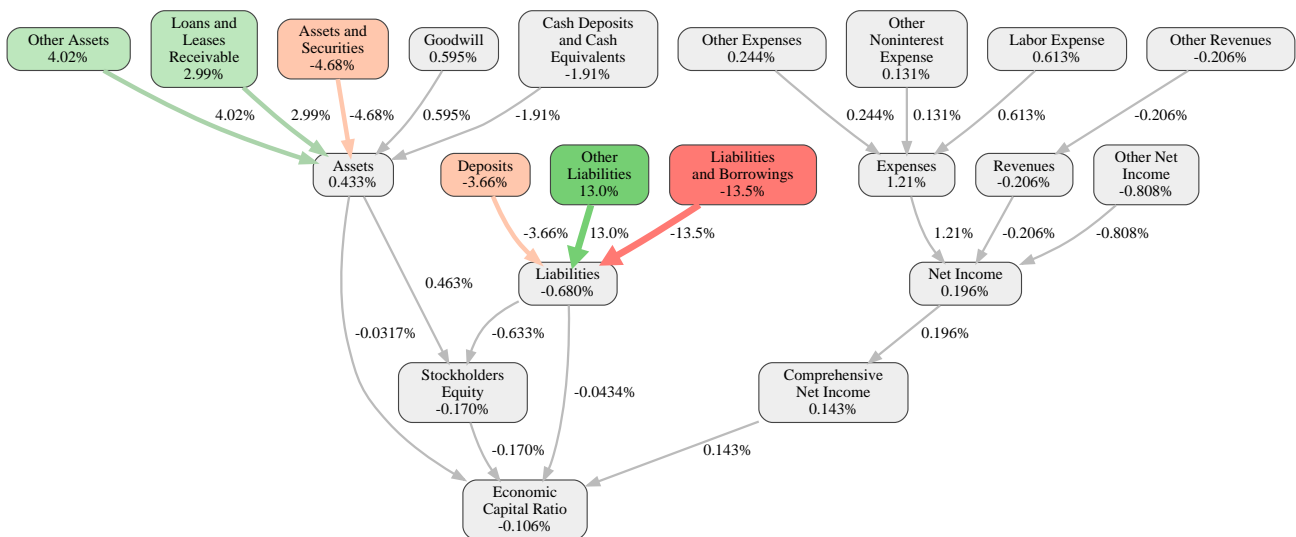 Other Assets
4.02%
Loans and
Leases
Receivable
2.99%
Assets and
Securities
-4.68%
Goodwill
0.595%
Cash Deposits
and Cash
Equivalents
-1.91%
Other Expenses
0.244%
Other
Noninterest
Expense
0.131%
Labor Expense
0.613%
Other Revenues
-0.206%
4.02%
2.99%
-4.68%
0.595%
-1.91%
0.244%
0.131%
0.613%
-0.206%
Assets
0.433%
Deposits
-3.66%
Other
Liabilities
13.0%
Liabilities
and Borrowings
-13.5%
Expenses
1.21%
Revenues
-0.206%
Other Net
Income
-0.808%
-3.66%
13.0%
-13.5%
1.21%
-0.206%
-0.808%
0.463%
Liabilities
-0.680%
Net Income
0.196%
-0.0317%
-0.633%
0.196%
Stockholders
Equity
-0.170%
-0.0434%
Comprehensive
Net Income
0.143%
-0.170%
0.143%
Economic
Capital Ratio
-0.106%